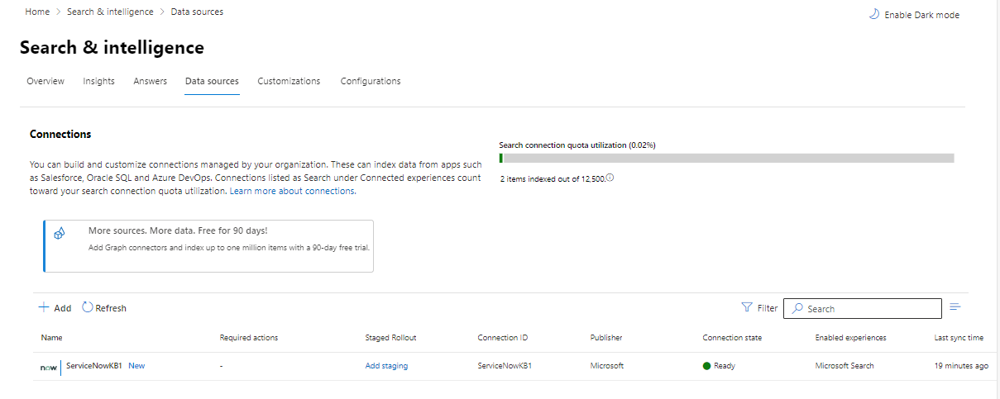 Home > Search & intelligence > Data sources
Enable Dark mode
Search & intelligence
Overview Insights Answers Data sources Customizations Configurations
Connections
You can build and customize connections managed by your organization. These can index data from apps such
as Salesforce, Oracle SQL and Azure DevOps. Connections listed as Search under Connected experiences count
toward your search connection quota utilization. Learn more about connections.
Search connection quota utilization (0.02%)
2 items indexed out of 12,500.
More sources. More data. Free for 90 days!
Add Graph connectors and index up to one million items with a 90-day free trial.
Add Refresh Filter Search
Name Required actions Staged Rollout Connection ID Publisher Connection state Enabled experiences Last sync time
now ServiceNowKB1 New - Add staging ServiceNowKB1 Microsoft Ready Microsoft Search 19 minutes ago